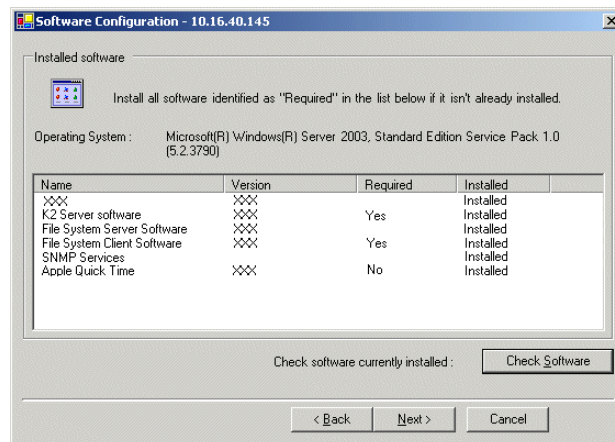 Software Configuration - 10.16.40.145
Installed software
Install all software identified as "Required" in the list below if it isn't already installed.
Operating System : Microsoft(R) Windows(R) Server 2003, Standard Edition Service Pack 1.0
(5.2.3790)
Name Version Required Installed
XXX XXX Installed
K2 Server software XXX Yes Installed
File System Server Software XXX Installed
File System Client Software XXX Yes Installed
SNMP Services Installed
Apple Quick Time XXX No Installed
Check software currently installed : Check Software
< Back Next > Cancel